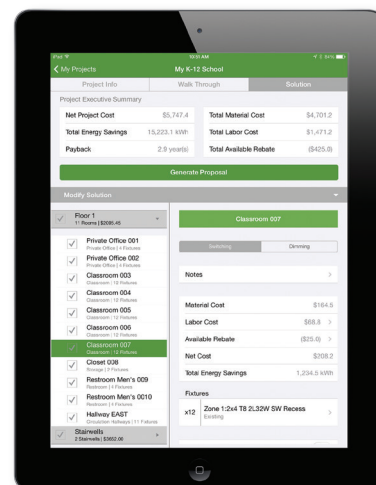 iPad
10:51 AM
84%
My Projects
My K-12 School
Project Info
Walk Through
Solution
Project Executive Summary
Net Project Cost
$5,747.4
Total Material Cost
$4,701.2
Total Energy Savings
15,223.1 kWh
Total Labor Cost
$1,471.2
Payback
2.8 year(s)
Total Available Rebate
($425.0)
Generate Proposal
Modify Solution
Floor 1
11 Rooms | $2095.45
Private Office 001
Private Office | 4 Fixtures
Private Office 002
Private Office | 4 Fixtures
Classroom 003
Classroom | 12 Fixtures
Classroom 004
Classroom | 12 Fixtures
Classroom 005
Classroom | 12 Fixtures
Classroom 006
Classroom | 12 Fixtures
Classroom 007
Classroom | 12 Fixtures
Closet 008
Storage | 2 Fixtures
Restroom Men's 009
Restroom | 4 Fixtures
Restroom Men's 0010
Restroom | 4 Fixtures
Hallway EAST
Circulation Hallways | 11 Fixtures
Stairwells
2 Stairwells | $3652.06
Classroom 007
Switching
Dimming
Notes
Material Cost
$164.5
Labor Cost
$68.8
Available Rebate
($25.0)
Net Cost
$208.2
Total Energy Savings
1,234.5 kWh
Fixtures
x12
Zone 1:2x4 T8 2L32W SW Recess
Existing